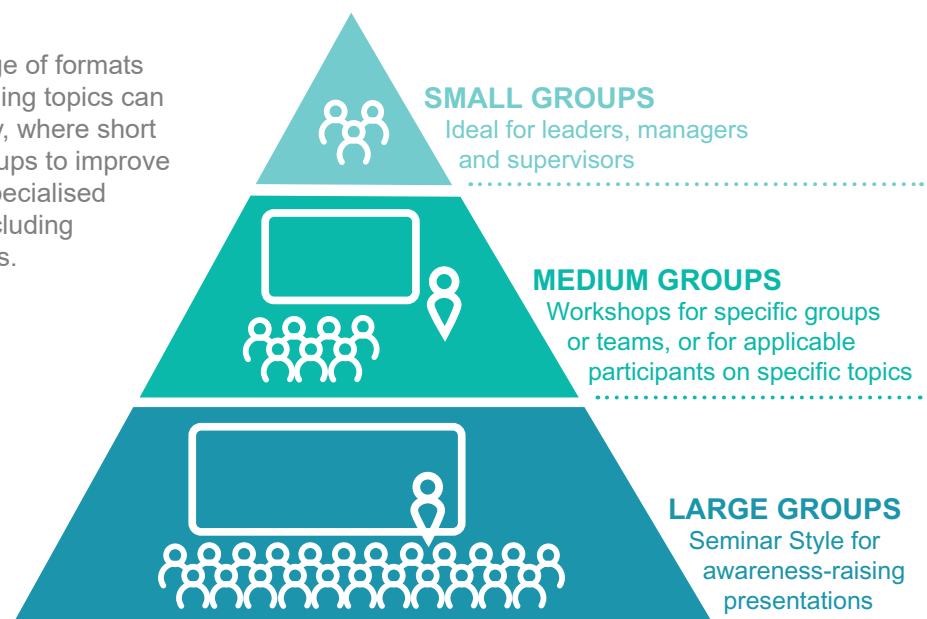 ge of formats
ing topics can
, where short
ups to improve
pecialised
cluding
s.
SMALL GROUPS
Ideal for leaders, managers
and supervisors
MEDIUM GROUPS
Workshops for specific groups
or teams, or for applicable
participants on specific topics
LARGE GROUPS
Seminar Style for
awareness-raising
presentations